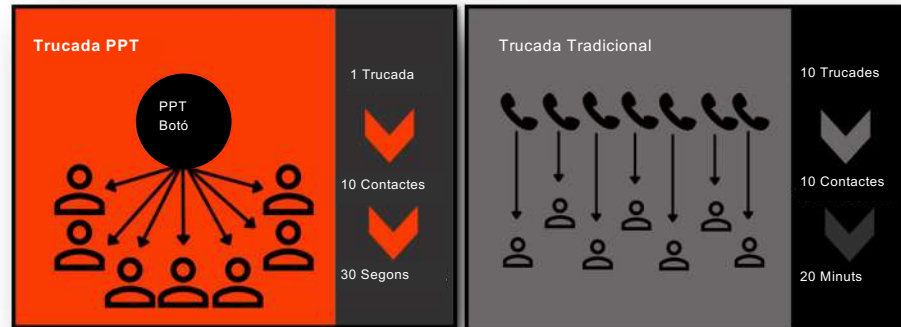 Trucada PPT
PPT
Botó
1 Trucada
10 Contactes
30 Segons
Trucada Tradicional
10 Trucades
10 Contactes
20 Minuts